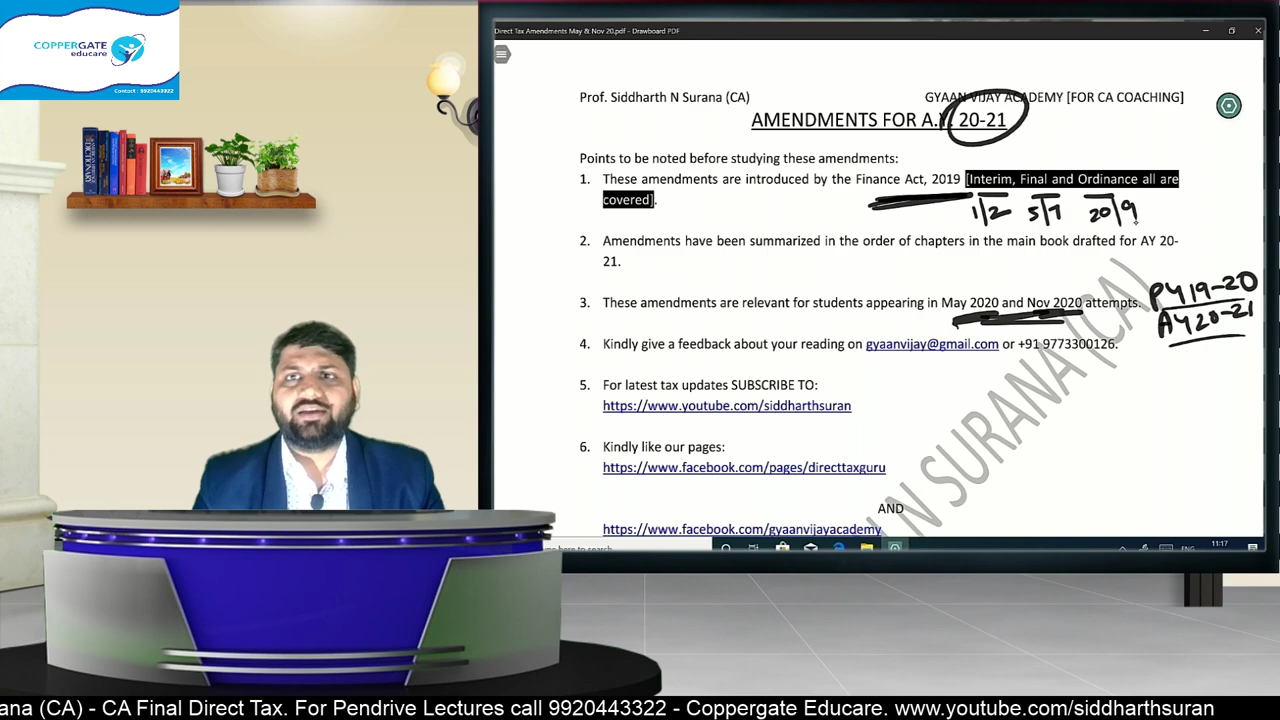 COPPERGATE
educare
Contact : 9920443922
Direct Tax Amendments May & Nov 20.pdf - Drawboard PDF
Prof. Siddharth N Surana (CA) GYAAN VIJAY ACADEMY [FOR CA COACHING]
AMENDMENTS FOR A.Y. 20-21
Points to be noted before studying these amendments:
1. These amendments are introduced by the Finance Act, 2019 [Interim, Final and Ordinance all are
covered].
1/2 5/7 20/9
2. Amendments have been summarized in the order of chapters in the main book drafted for AY 20-
21.
3. These amendments are relevant for students appearing in May 2020 and Nov 2020 attempts.
PY 19-20
AY 20-21
4. Kindly give a feedback about your reading on gyaanvijay@gmail.com or +91 9773300126.
5. For latest tax updates SUBSCRIBE TO:
https://www.youtube.com/siddharthsuran
6. Kindly like our pages:
https://www.facebook.com/pages/directtaxguru
AND
https://www.facebook.com/gyaanvijayacademy
N SURANA (CA)
here to search
ENG
11:17
ana (CA) - CA Final Direct Tax. For Pendrive Lectures call 9920443322 - Coppergate Educare. www.youtube.com/siddharthsuran